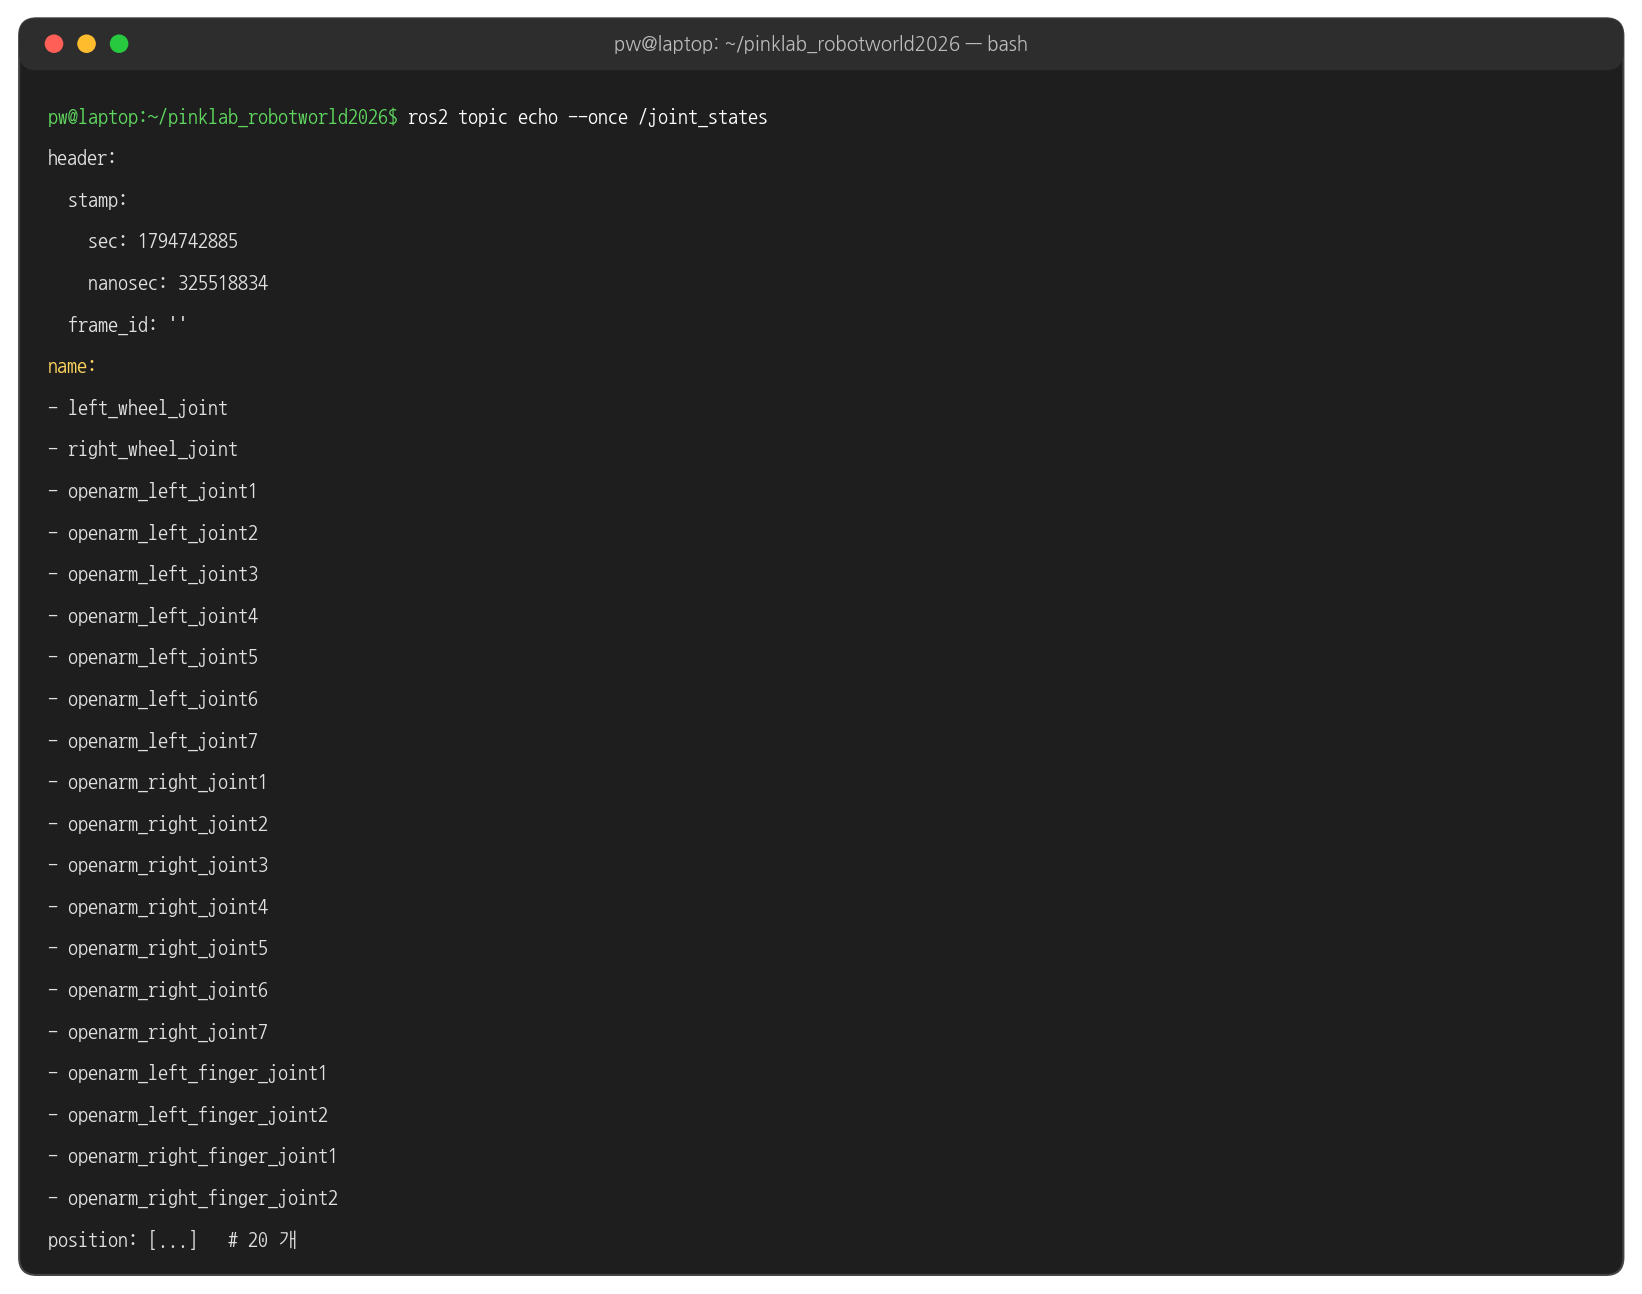 pw@laptop: ~/pinklab_robotworld2026 — bash
pw@laptop:~/pinklab_robotworld2026$ ros2 topic echo --once /joint_states
header:
  stamp:
    sec: 1794742885
    nanosec: 325518834
  frame_id: ''
name:
- left_wheel_joint
- right_wheel_joint
- openarm_left_joint1
- openarm_left_joint2
- openarm_left_joint3
- openarm_left_joint4
- openarm_left_joint5
- openarm_left_joint6
- openarm_left_joint7
- openarm_right_joint1
- openarm_right_joint2
- openarm_right_joint3
- openarm_right_joint4
- openarm_right_joint5
- openarm_right_joint6
- openarm_right_joint7
- openarm_left_finger_joint1
- openarm_left_finger_joint2
- openarm_right_finger_joint1
- openarm_right_finger_joint2
position: [...]   # 20 개